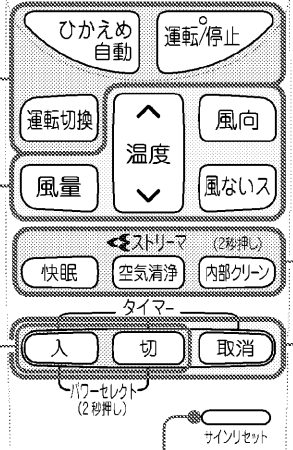 ひかえめ
自動
運転/停止
運転切換
温度
風向
風量
風ないス
ストリーマ
(2秒押し)
快眠
空気清浄
内部クリーン
タイマー
入
切
取消
パワーセレクト
(2秒押し)
サインリセット